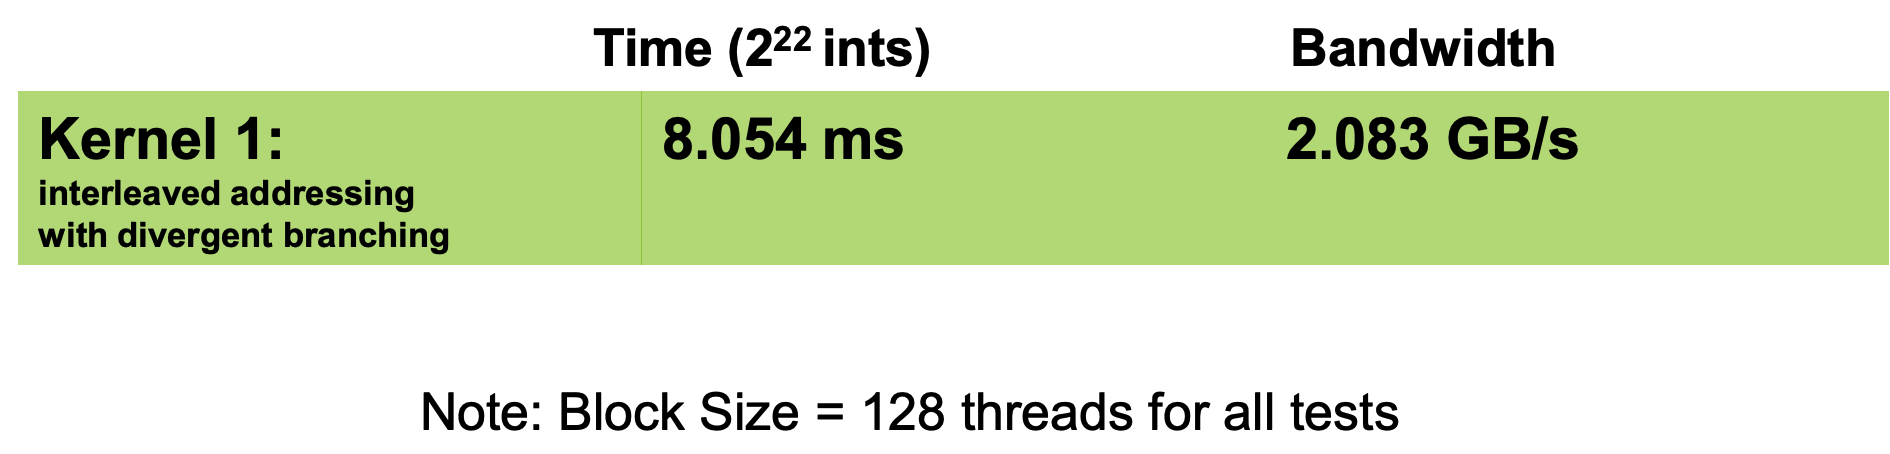 Time (2²² ints) Bandwidth
Kernel 1: 8.054 ms 2.083 GB/s
interleaved addressing
with divergent branching
Note: Block Size = 128 threads for all tests